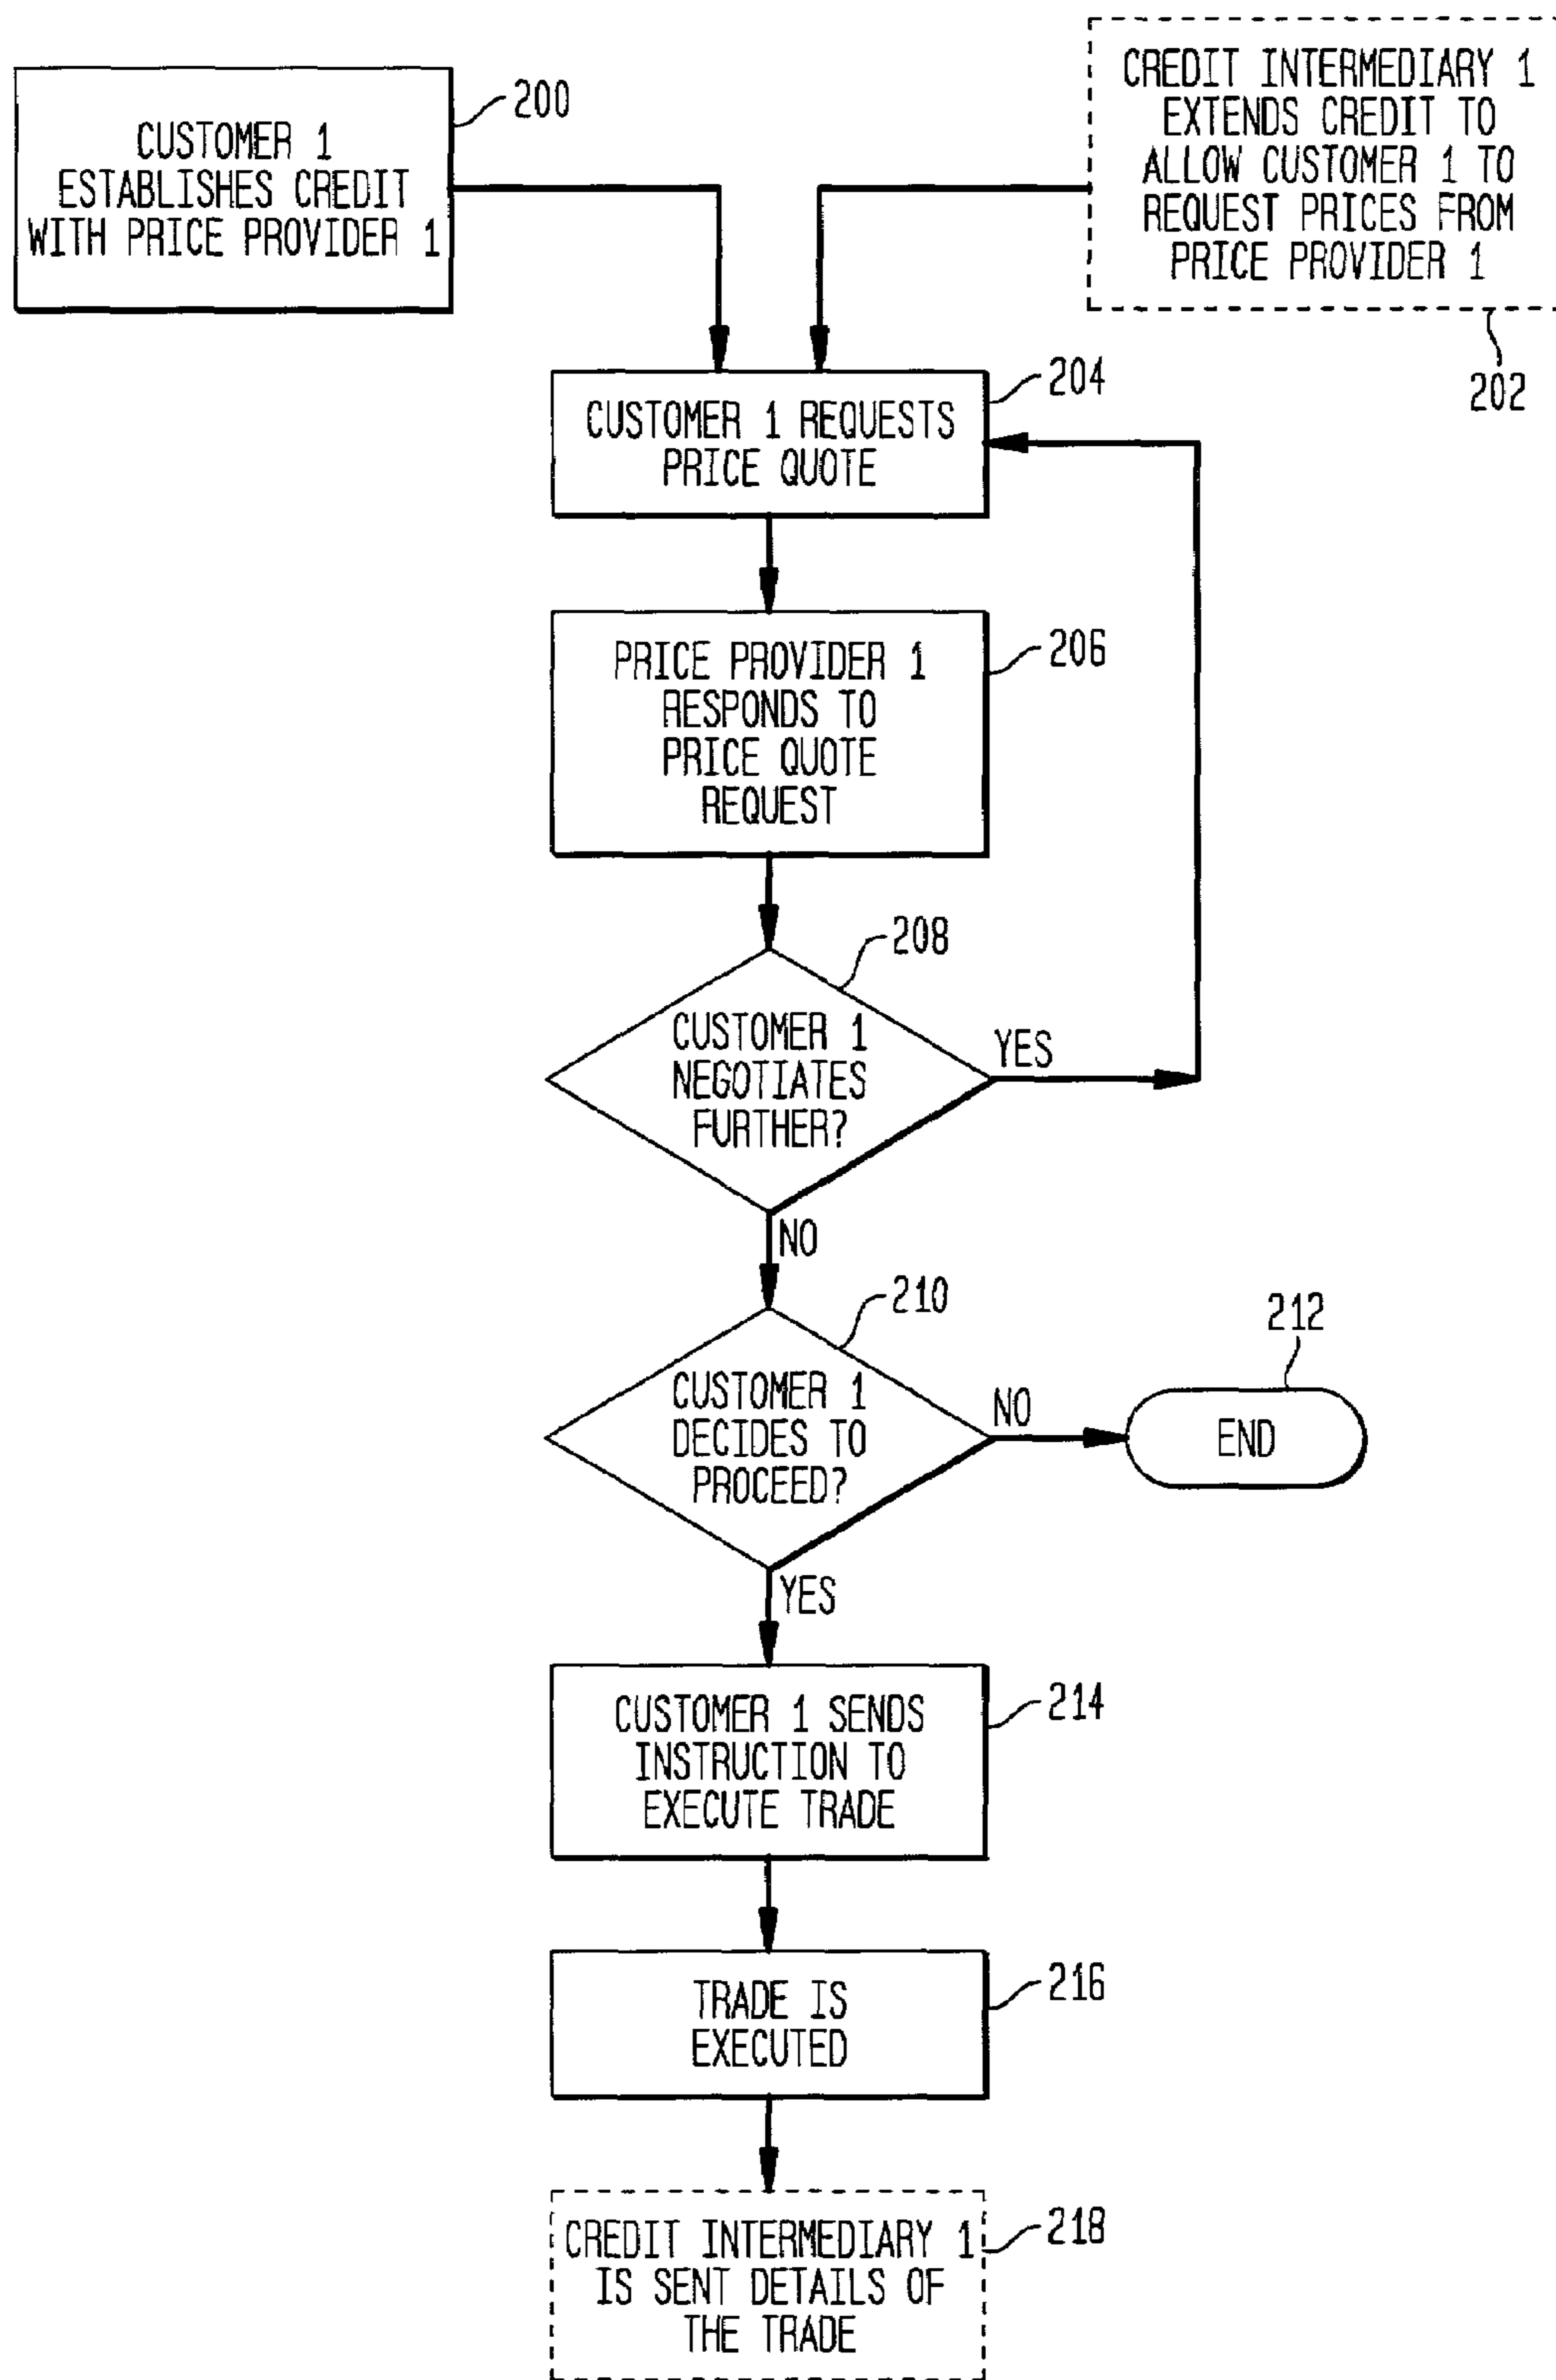 CUSTOMER 1
ESTABLISHES CREDIT
WITH PRICE PROVIDER 1
200
CREDIT INTERMEDIARY 1
EXTENDS CREDIT TO
ALLOW CUSTOMER 1 TO
REQUEST PRICES FROM
PRICE PROVIDER 1
202
CUSTOMER 1 REQUESTS
PRICE QUOTE
204
PRICE PROVIDER 1
RESPONDS TO
PRICE QUOTE
REQUEST
206
CUSTOMER 1
NEGOTIATES
FURTHER?
208
YES
NO
CUSTOMER 1
DECIDES TO
PROCEED?
210
NO
END
212
YES
CUSTOMER 1 SENDS
INSTRUCTION TO
EXECUTE TRADE
214
TRADE IS
EXECUTED
216
CREDIT INTERMEDIARY 1
IS SENT DETAILS OF
THE TRADE
218